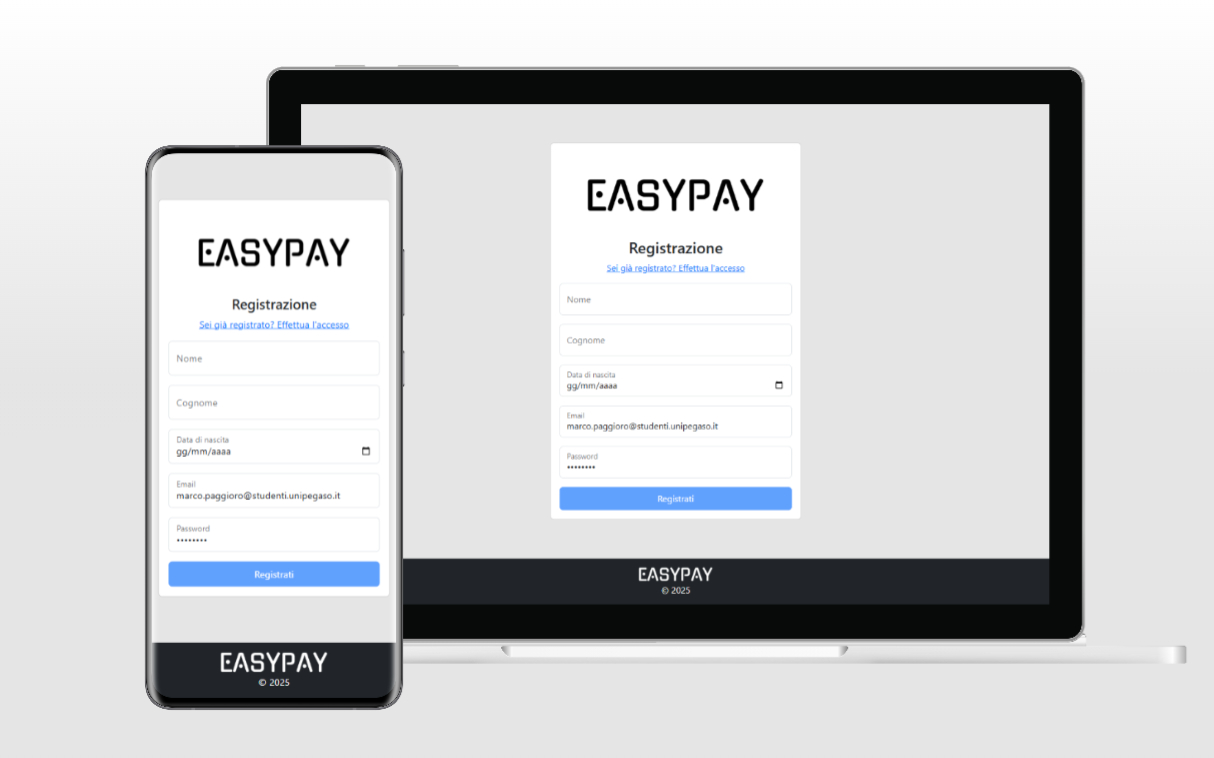 EASYPAY
Registrazione
Sei già registrato? Effettua l'accesso
Nome
Cognome
Data di nascita
gg/mm/aaaa
Email
marco.paggioro@studenti.unipegaso.it
Password
••••••••
Registrati
EASYPAY
© 2025
EASYPAY
Registrazione
Sei già registrato? Effettua l'accesso
Nome
Cognome
Data di nascita
gg/mm/aaaa
Email
marco.paggioro@studenti.unipegaso.it
Password
••••••••
Registrati
EASYPAY
© 2025